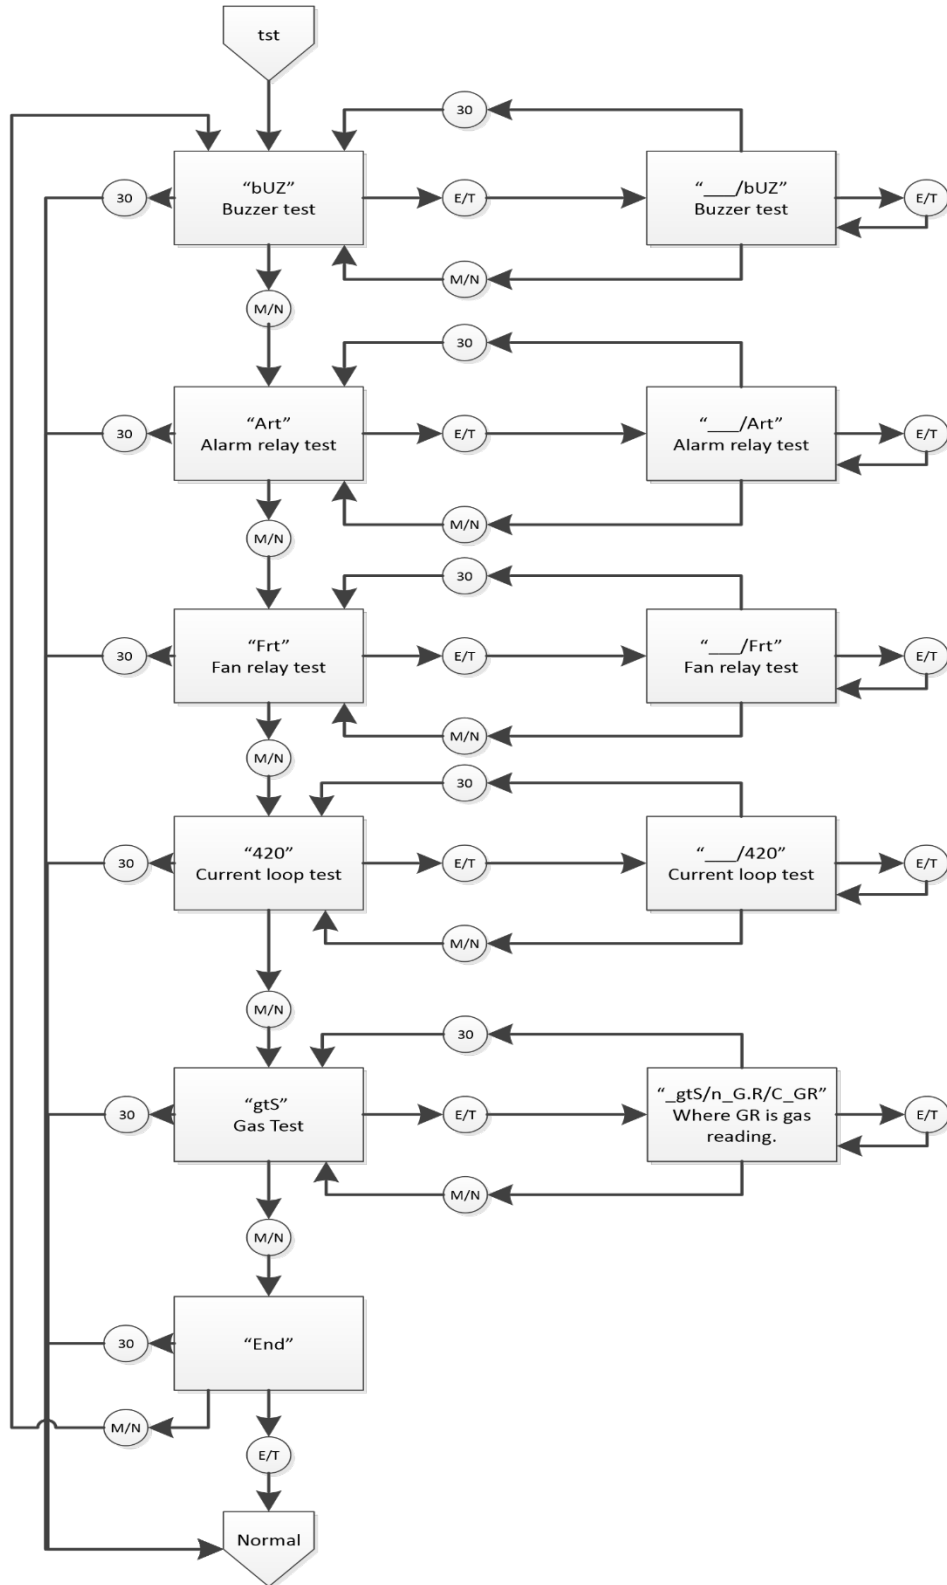 tst
30
“bUZ”
Buzzer test
30
E/T
“___/bUZ”
Buzzer test
E/T
M/N
M/N
30
“Art”
Alarm relay test
30
E/T
“___/Art”
Alarm relay test
E/T
M/N
M/N
30
“Frt”
Fan relay test
30
E/T
“___/Frt”
Fan relay test
E/T
M/N
M/N
30
“420”
Current loop test
30
E/T
“___/420”
Current loop test
E/T
M/N
M/N
30
“gtS”
Gas Test
30
E/T
“_gtS/n_G.R/C_GR”
Where GR is gas
reading.
E/T
M/N
M/N
“End”
30
M/N
E/T
Normal